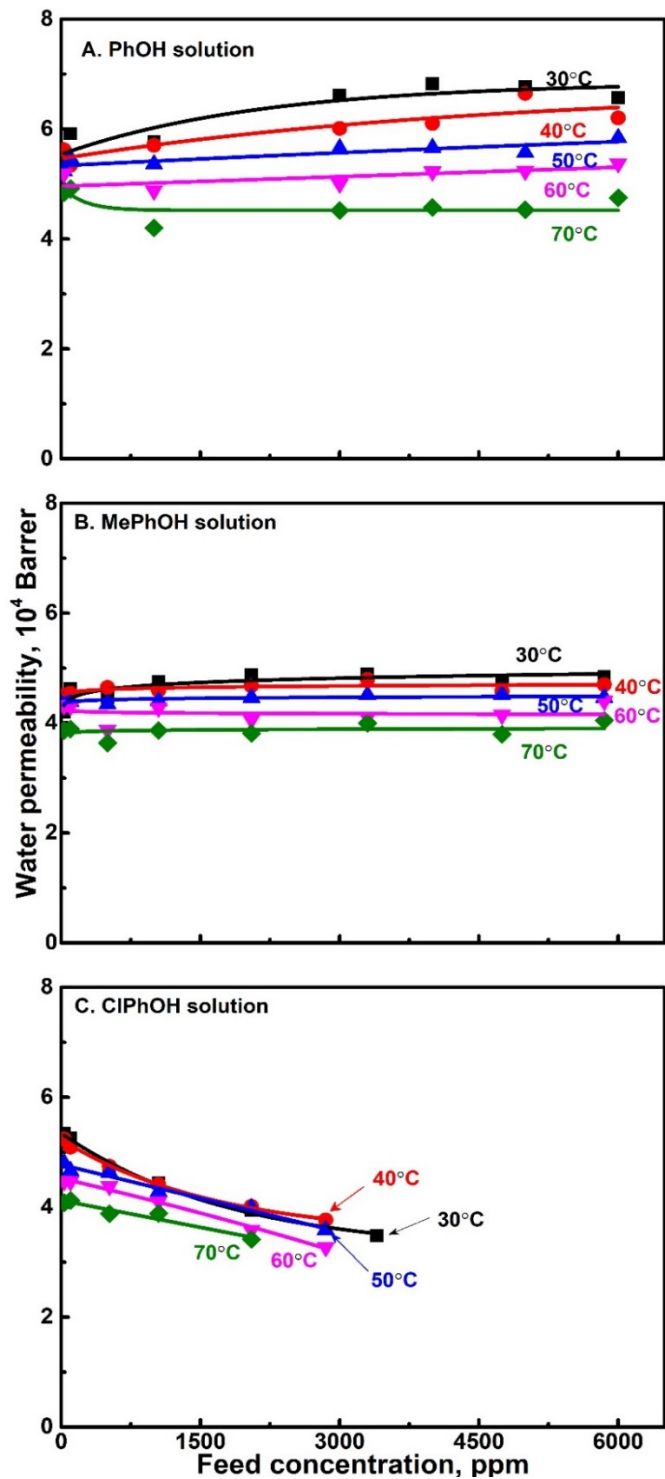 8
A. PhOH solution
30°C
6
40°C
50°C
60°C
4
70°C
2
0
8
B. MePhOH solution
6
30°C
40°C
50°C
60°C
4
70°C
2
0
8
C. ClPhOH solution
6
40°C
4
30°C
70°C
60°C
50°C
2
0
0 1500 3000 4500 6000
Feed concentration, ppm
Water permeability, 10⁴ Barrer